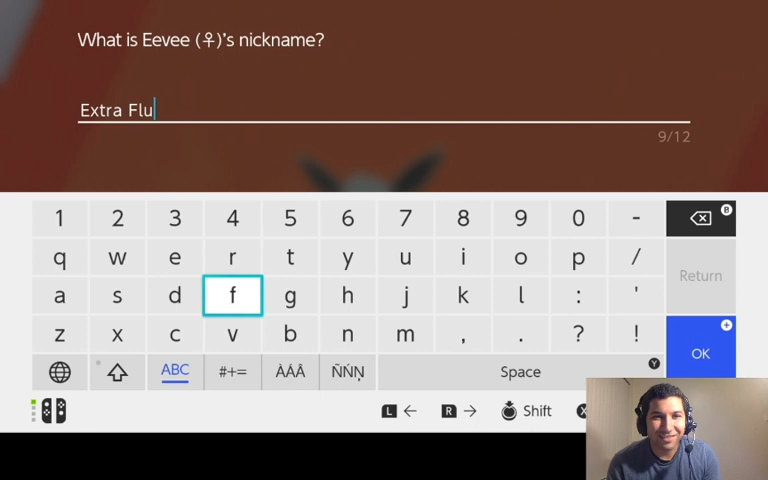 What is Eevee (♀)'s nickname?
Extra Flu
9/12
1 2 3 4 5 6 7 8 9 0 -
B
q w e r t y u i o p /
Return
a s d f g h j k l : '
z x c v b n m , . ? !
+
OK
ABC #+= ÀÁÂ ÑŃŅ Space
Y
L ← R → Shift X